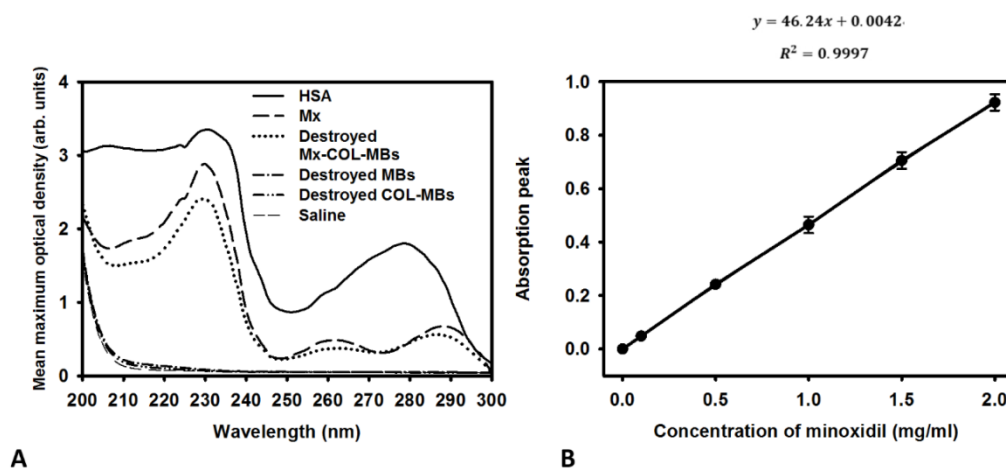 y = 46.24x + 0.0042
R² = 0.9997
Mean maximum optical density (arb. units)
4
3
2
1
0
HSA
Mx
Destroyed
Mx-COL-MBs
Destroyed MBs
Destroyed COL-MBs
Saline
200 210 220 230 240 250 260 270 280 290 300
Wavelength (nm)
A
Absorption peak
1.0
0.8
0.6
0.4
0.2
0.0
0.0 0.5 1.0 1.5 2.0
Concentration of minoxidil (mg/ml)
B